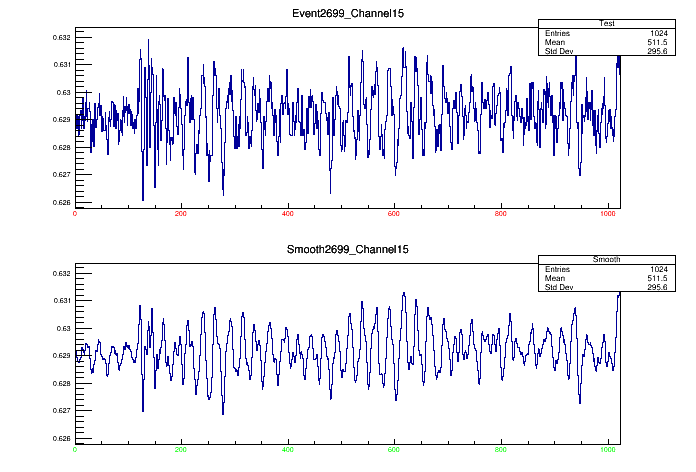 Event2699_Channel15
Test
Entries 1024
Mean 511.5
Std Dev 295.6
0.632
0.631
0.63
0.629
0.628
0.627
0.626
0 200 400 600 800 1000
Smooth2699_Channel15
Smooth
Entries 1024
Mean 511.5
Std Dev 295.6
0.632
0.631
0.63
0.629
0.628
0.627
0.626
0 200 400 600 800 1000